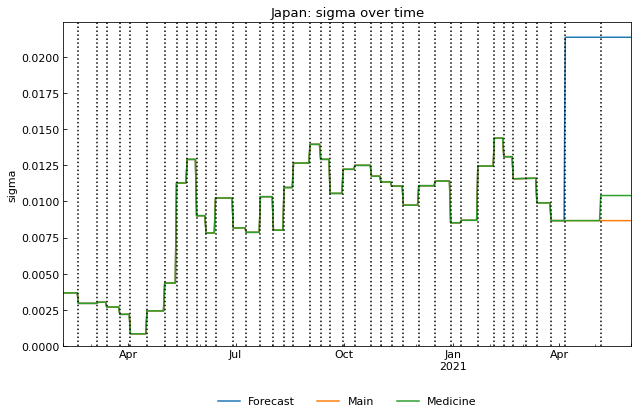 Japan: sigma over time
sigma
0.0200
0.0175
0.0150
0.0125
0.0100
0.0075
0.0050
0.0025
0.0000
Apr Jul Oct Jan Apr
2021
Forecast Main Medicine